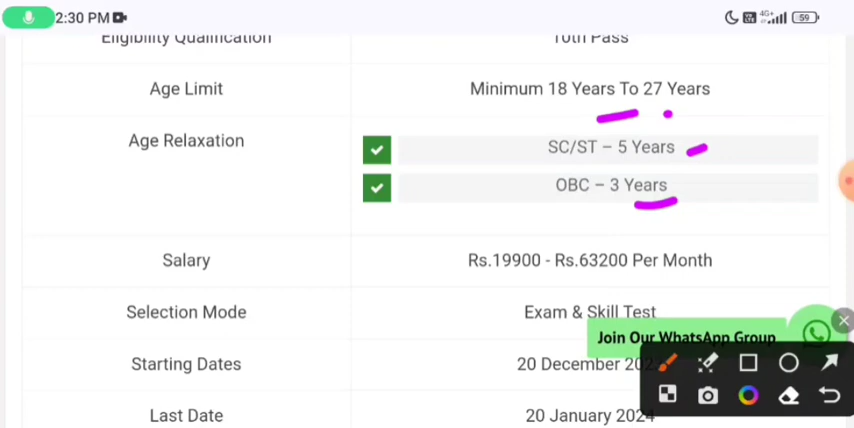 2:30 PM
4G+
59
Eligibility Qualification 10th Pass
Age Limit Minimum 18 Years To 27 Years
Age Relaxation
SC/ST – 5 Years
OBC – 3 Years
Salary Rs.19900 - Rs.63200 Per Month
Selection Mode Exam & Skill Test
Join Our WhatsApp Group
Starting Dates 20 December
Last Date 20 January 2024